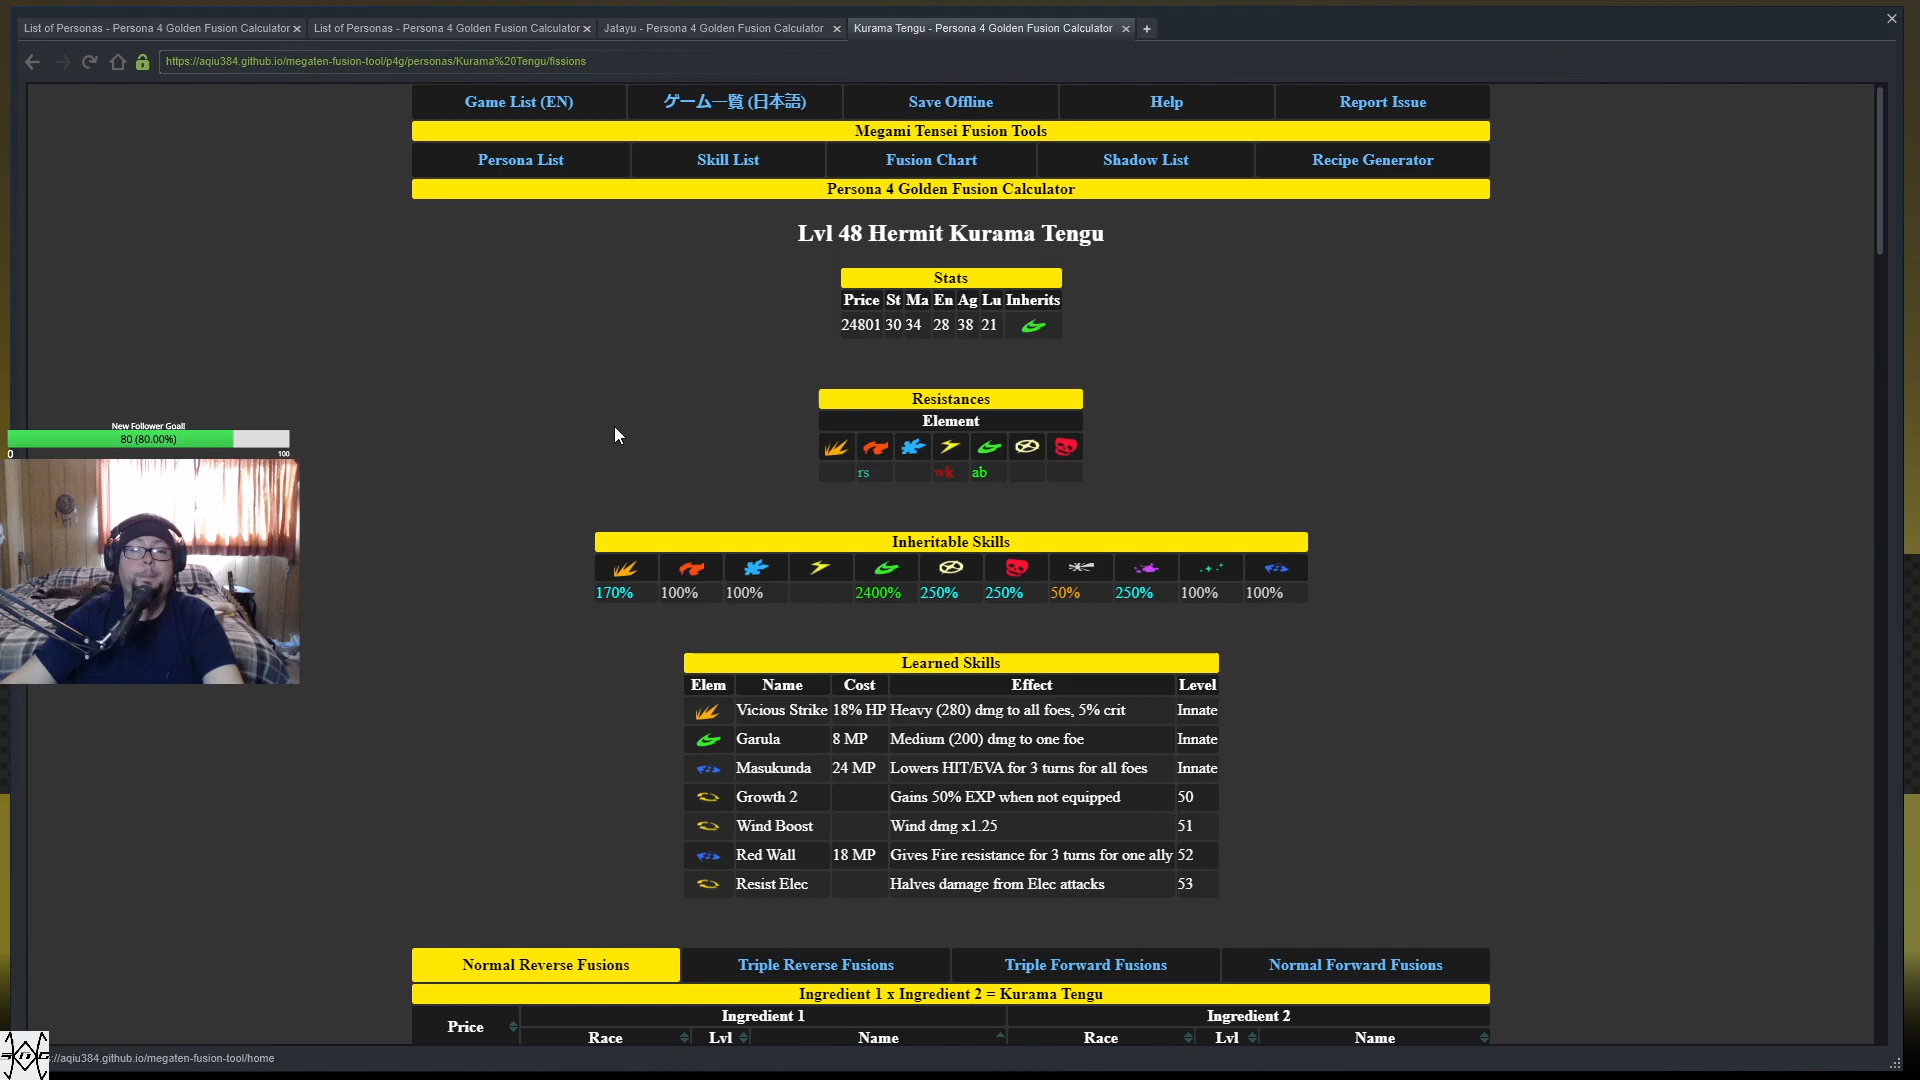 List of Personas - Persona 4 Golden Fusion Calculator
List of Personas - Persona 4 Golden Fusion Calculator
Jatayu - Persona 4 Golden Fusion Calculator
Kurama Tengu - Persona 4 Golden Fusion Calculator
https://aqiu384.github.io/megaten-fusion-tool/p4g/personas/Kurama%20Tengu/fissions
Game List (EN) ゲーム一覧 (日本語) Save Offline Help Report Issue
Megami Tensei Fusion Tools
Persona List Skill List Fusion Chart Shadow List Recipe Generator
Persona 4 Golden Fusion Calculator
Lvl 48 Hermit Kurama Tengu
Stats
Price St Ma En Ag Lu Inherits
24801 30 34 28 38 21
Resistances
Element
rs wk ab
Inheritable Skills
170% 100% 100% 2400% 250% 250% 50% 250% 100% 100%
Learned Skills
Elem Name Cost Effect Level
Vicious Strike 18% HP Heavy (280) dmg to all foes, 5% crit Innate
Garula 8 MP Medium (200) dmg to one foe Innate
Masukunda 24 MP Lowers HIT/EVA for 3 turns for all foes Innate
Growth 2 Gains 50% EXP when not equipped 50
Wind Boost Wind dmg x1.25 51
Red Wall 18 MP Gives Fire resistance for 3 turns for one ally 52
Resist Elec Halves damage from Elec attacks 53
Normal Reverse Fusions Triple Reverse Fusions Triple Forward Fusions Normal Forward Fusions
Ingredient 1 x Ingredient 2 = Kurama Tengu
Price Ingredient 1 Ingredient 2
Race Lvl Name Race Lvl Name
New Follower Goal!
80 (80.00%)
0 100
://aqiu384.github.io/megaten-fusion-tool/home